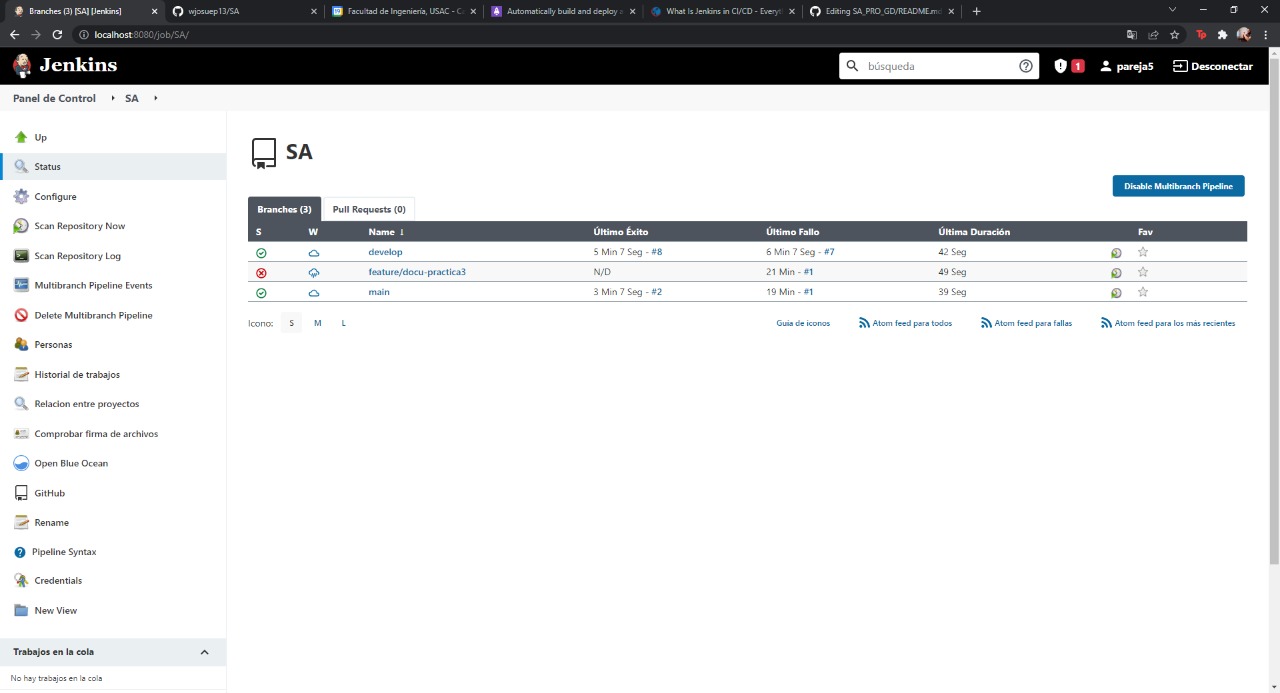 Branches (3) [SA] [Jenkins]
wjosuep13/SA
Facultad de Ingeniería, USAC - C
Automatically build and deploy
What Is Jenkins in CI/CD - Everyt
Editing SA_PRO_GD/README.md
localhost:8080/job/SA/
Jenkins
búsqueda
1
pareja5
Desconectar
Panel de Control
SA
Up
Status
Configure
Scan Repository Now
Scan Repository Log
Multibranch Pipeline Events
Delete Multibranch Pipeline
Personas
Historial de trabajos
Relacion entre proyectos
Comprobar firma de archivos
Open Blue Ocean
GitHub
Rename
Pipeline Syntax
Credentials
New View
Trabajos en la cola
No hay trabajos en la cola
SA
Disable Multibranch Pipeline
Branches (3) Pull Requests (0)
S W Name ↓ Último Éxito Último Fallo Última Duración Fav
develop 5 Min 7 Seg - #8 6 Min 7 Seg - #7 42 Seg
feature/docu-practica3 N/D 21 Min - #1 49 Seg
main 3 Min 7 Seg - #2 19 Min - #1 39 Seg
Icono: S M L
Guía de iconos Atom feed para todos Atom feed para fallas Atom feed para los más recientes